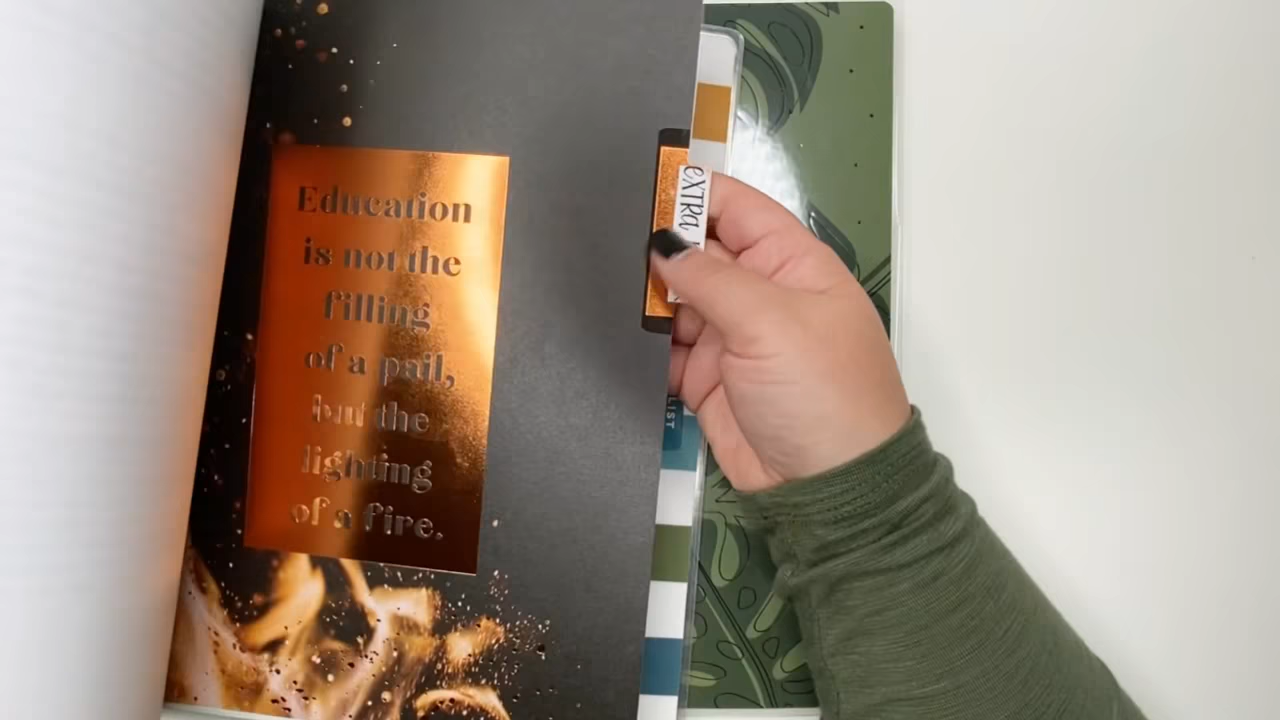 Education
is not the
filling
of a pail,
but the
lighting
of a fire.
EXTRA
LIST